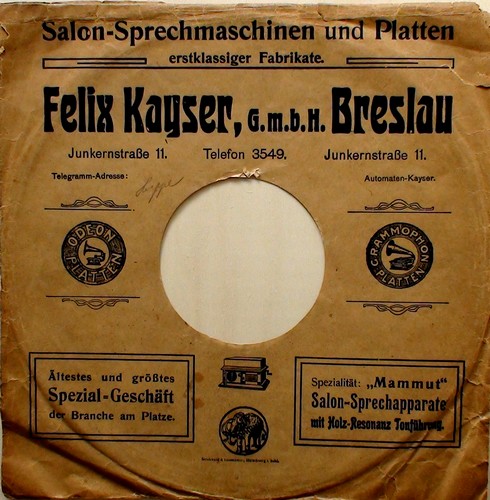 Salon-Sprechmaschinen und Platten
erstklassiger Fabrikate.
Felix Kayser, G.m.b.H. Breslau
Junkernstraße 11. Telefon 3549. Junkernstraße 11.
Telegramm-Adresse: Automaten-Kayser.
ODEON PLATTEN
GRAMMOPHON PLATTEN
Ältestes und größtes
Spezial-Geschäft
der Branche am Platze.
Spezialität: „Mammut“
Salon-Sprechapparate
mit Holz-Resonanz Tonführung.